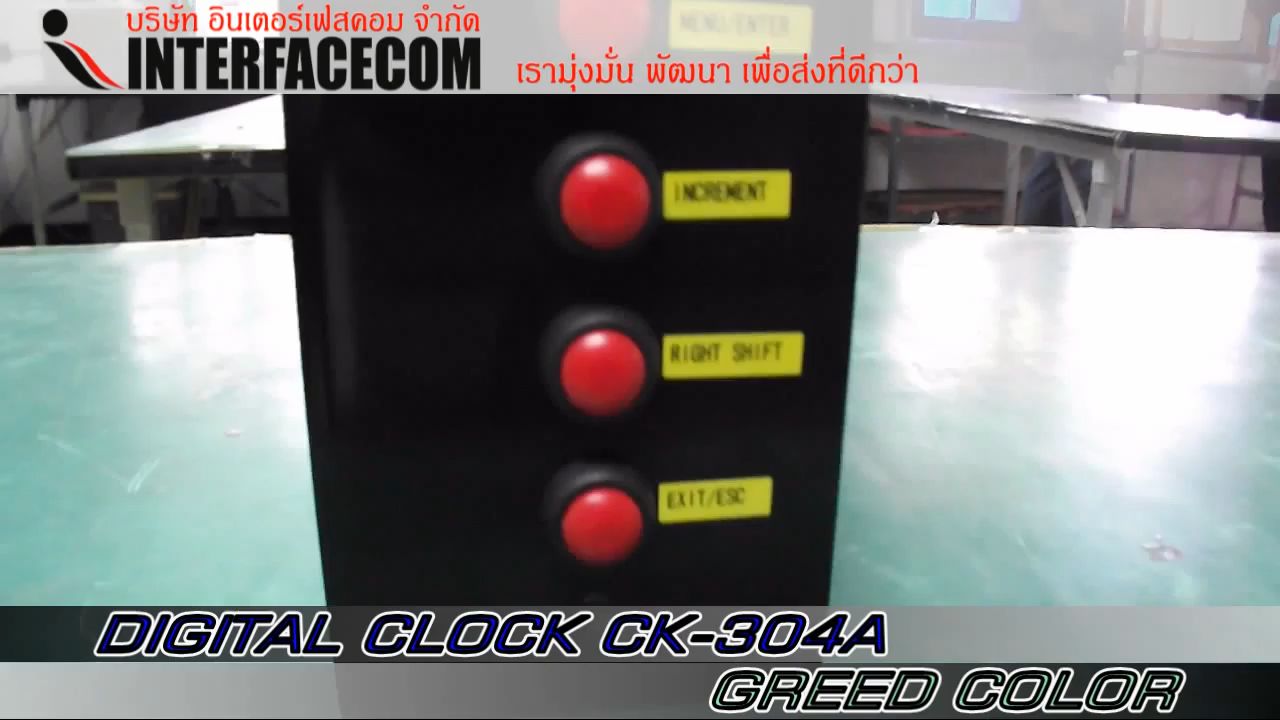 บริษัท อินเตอร์เฟสคอม จำกัด
INTERFACECOM
เรามุ่งมั่น พัฒนา เพื่อส่งที่ดีกว่า
MENU/ENTER
INCREMENT
RIGHT SHIFT
EXIT/ESC
DIGITAL CLOCK CK-304A
GREED COLOR